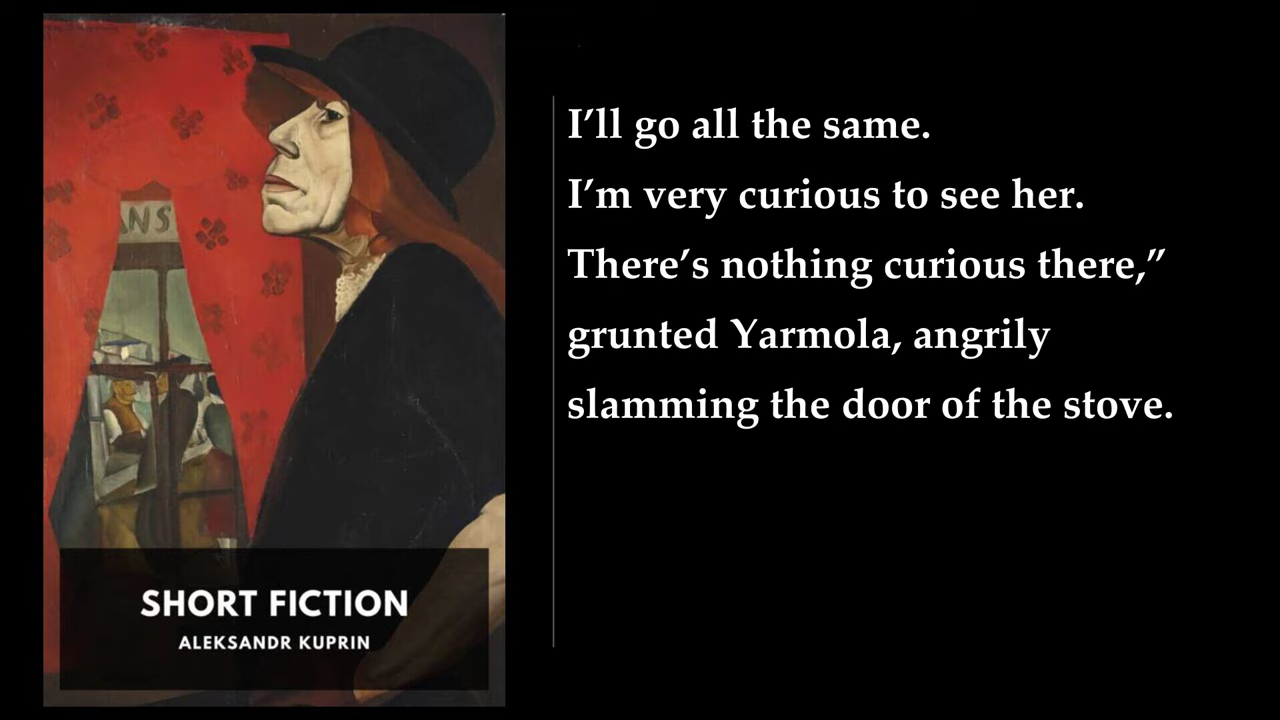 ANS
SHORT FICTION
ALEKSANDR KUPRIN
I’ll go all the same.
I’m very curious to see her.
There’s nothing curious there,”
grunted Yarmola, angrily
slamming the door of the stove.